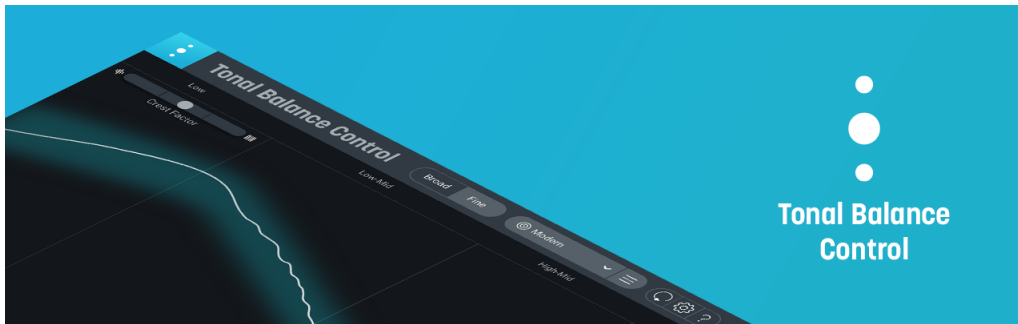 Tonal Balance Control
Low
Crest Factor
Low-Mid
Broad
Fine
Modern
High-Mid
?
Tonal Balance
Control